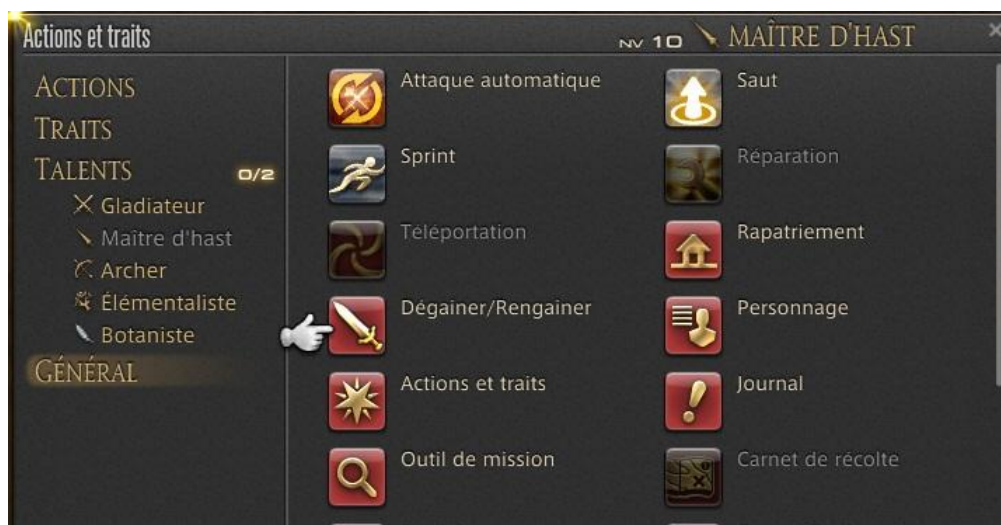 Actions et traits
NV 10 MAÎTRE D'HAST
ACTIONS
TRAITS
TALENTS 0/2
Gladiateur
Maître d'hast
Archer
Élémentaliste
Botaniste
GÉNÉRAL
Attaque automatique
Saut
Sprint
Réparation
Téléportation
Rapatriement
Dégainer/Rengainer
Personnage
Actions et traits
Journal
Outil de mission
Carnet de récolte